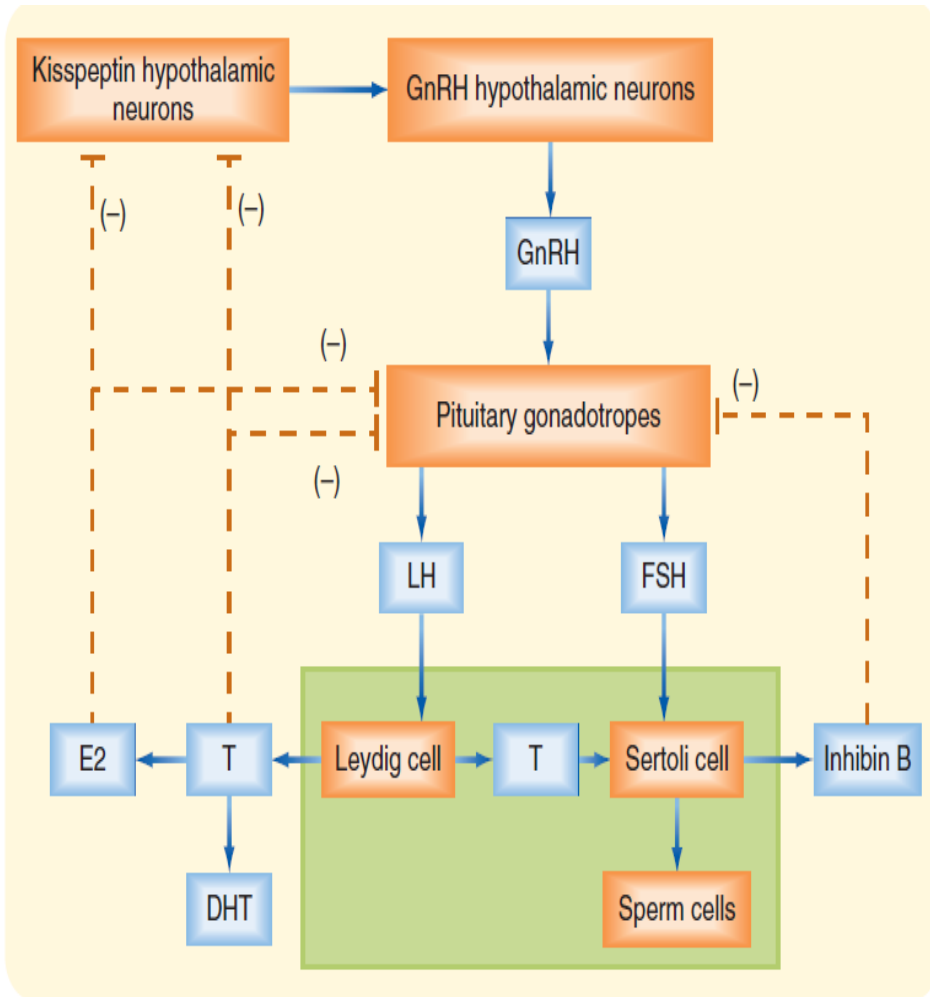 Kisspeptin hypothalamic
neurons
GnRH hypothalamic neurons
(–)
(–)
GnRH
(–)
(–)
Pituitary gonadotropes
(–)
LH
FSH
E2
T
Leydig cell
T
Sertoli cell
Inhibin B
DHT
Sperm cells